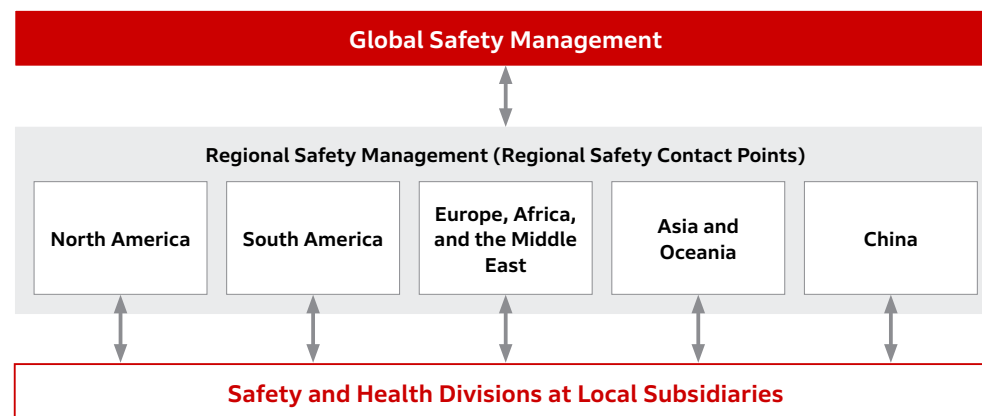 Global Safety Management
Regional Safety Management (Regional Safety Contact Points)
North America
South America
Europe, Africa,
and the Middle
East
Asia and
Oceania
China
Safety and Health Divisions at Local Subsidiaries